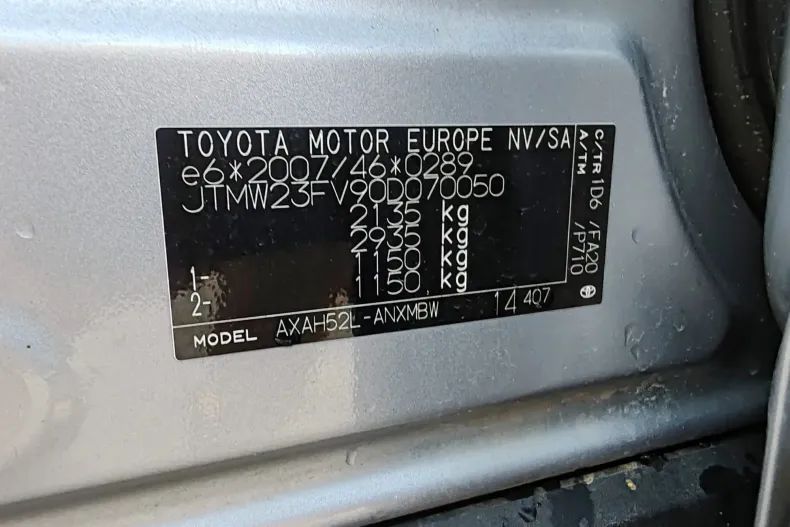 TOYOTA MOTOR EUROPE NV/SA
e6*2007/46*0289
JTMW23FV90D070050
2135 kg
2935 kg
1- 1150 kg
2- 1150 kg
MODEL AXAH52L-ANXMBW 14 407
C/TR 1D6 /FA20
A/TM /P710